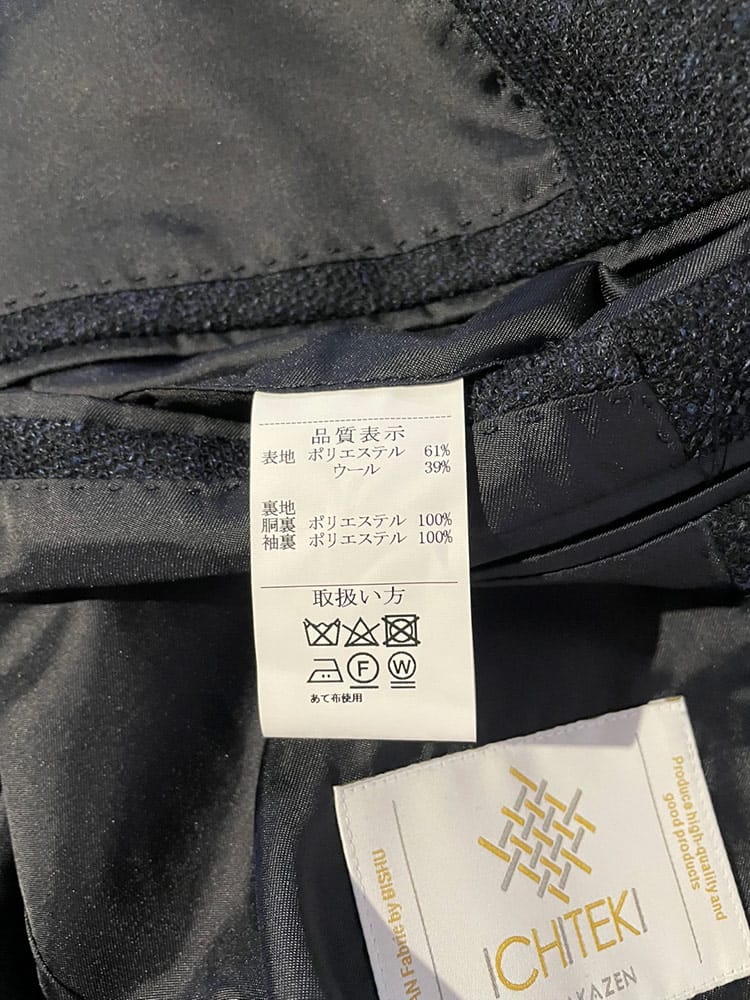 品質表示
表地 ポリエステル 61%
ウール 39%
裏地
胴裏 ポリエステル 100%
袖裏 ポリエステル 100%
取扱い方
F W
あて布使用
Produce high-quality and
good products
Fabric by BISHU
ICHITEKI
KAZEN